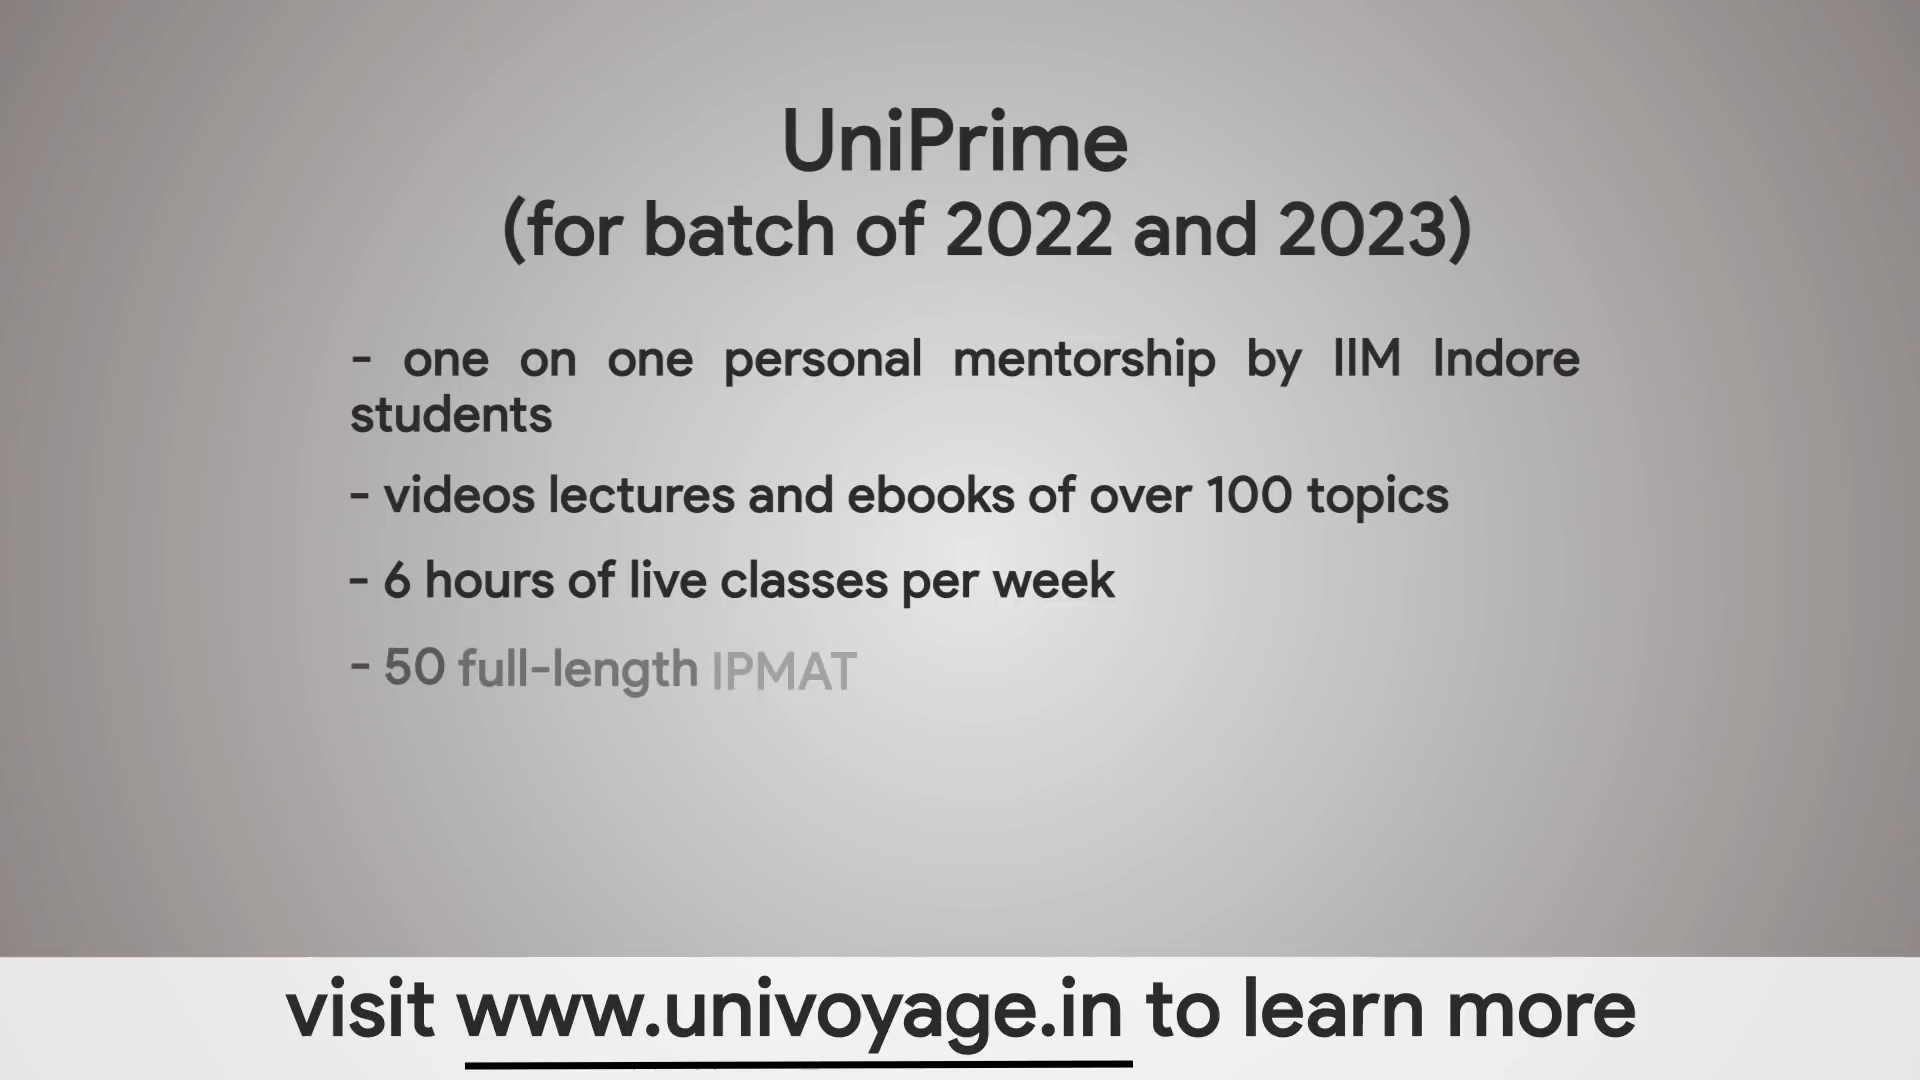 UniPrime
(for batch of 2022 and 2023)
- one on one personal mentorship by IIM Indore
students
- videos lectures and ebooks of over 100 topics
- 6 hours of live classes per week
- 50 full-length IPMAT
visit www.univoyage.in to learn more